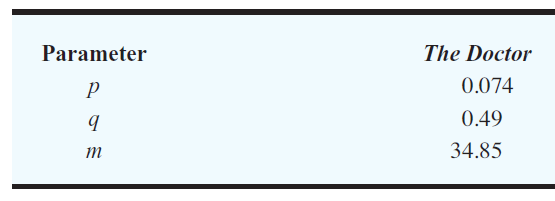 Parameter The Doctor
p 0.074
q 0.49
m 34.85